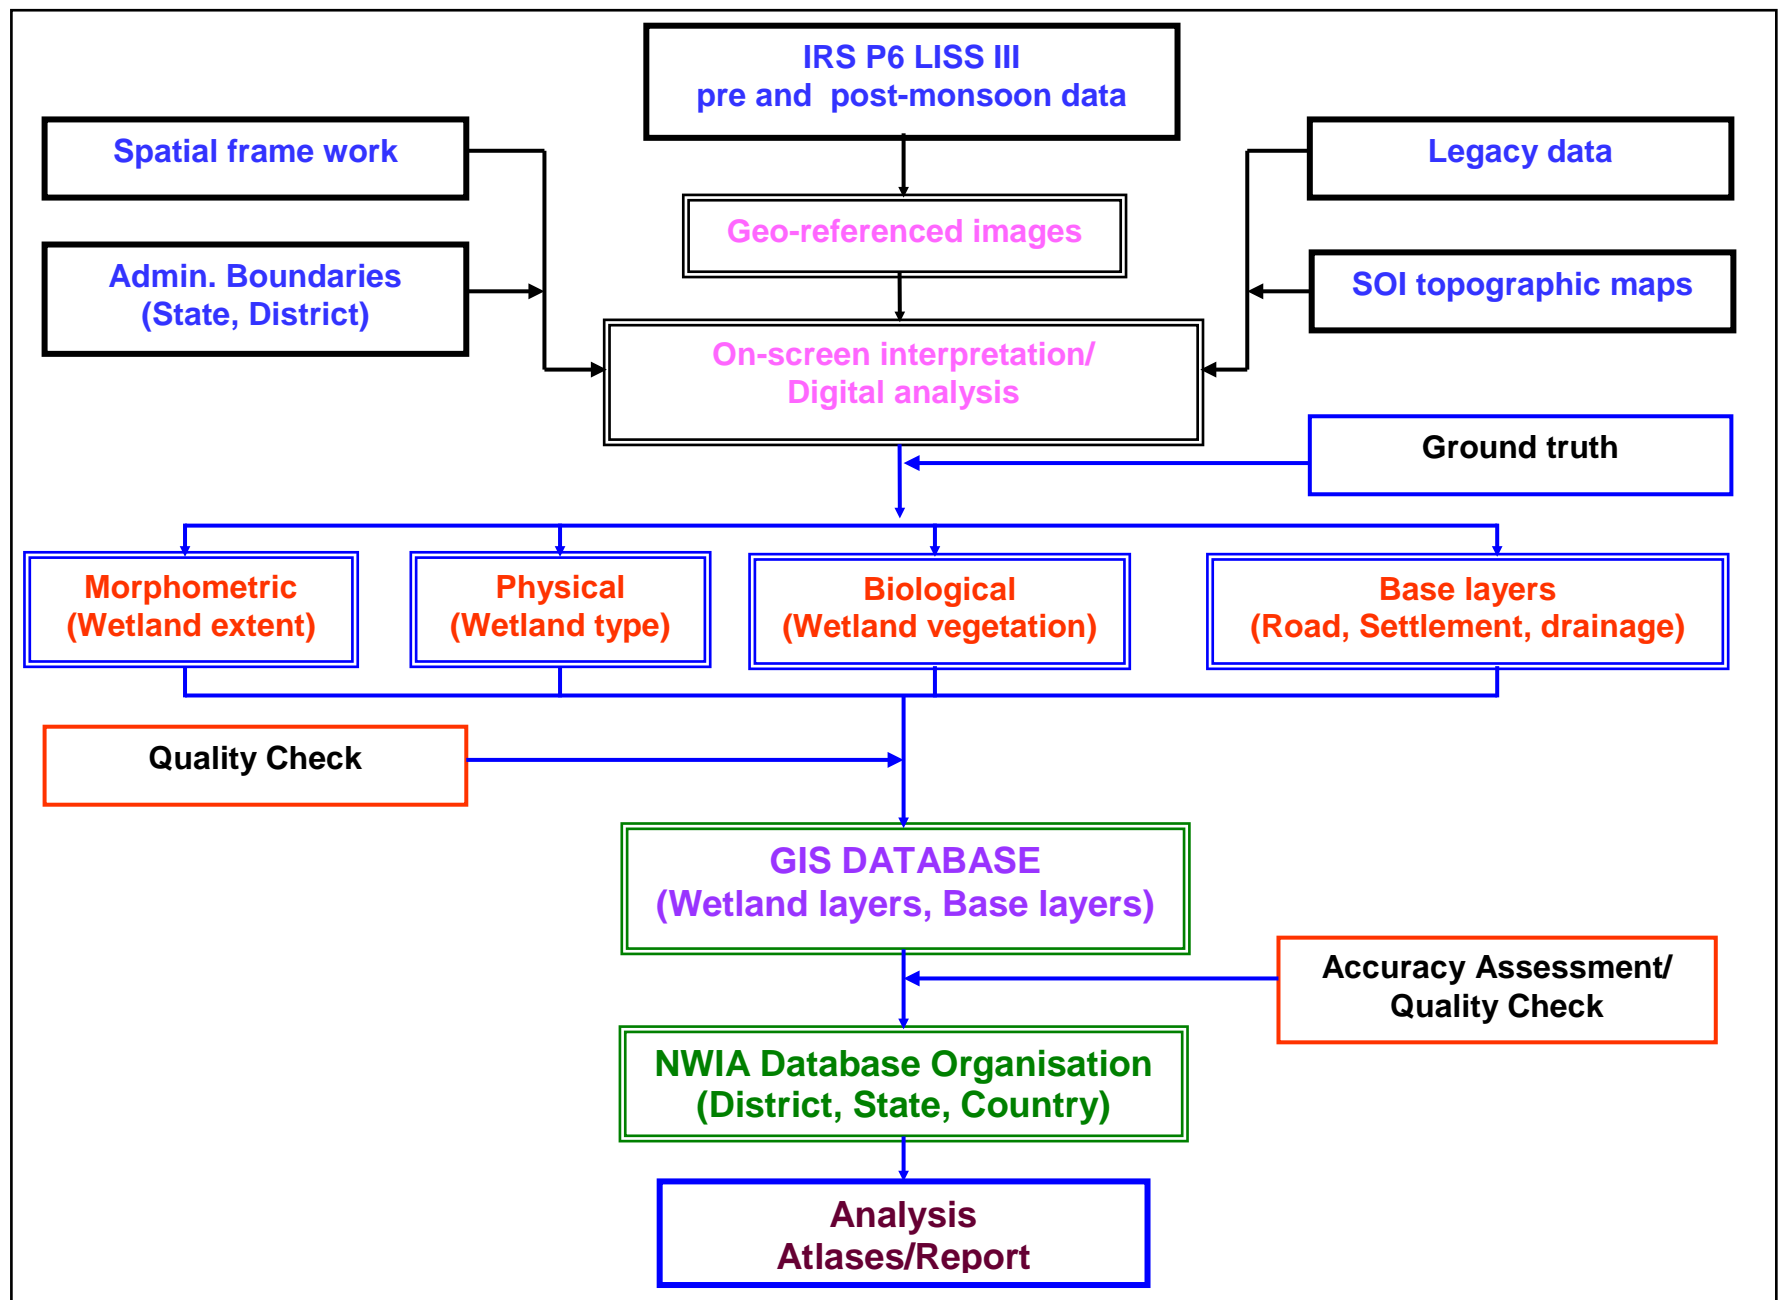 IRS P6 LISS III
pre and post-monsoon data
Spatial frame work
Legacy data
Geo-referenced images
Admin. Boundaries
(State, District)
SOI topographic maps
On-screen interpretation/
Digital analysis
Ground truth
Morphometric
(Wetland extent)
Physical
(Wetland type)
Biological
(Wetland vegetation)
Base layers
(Road, Settlement, drainage)
Quality Check
GIS DATABASE
(Wetland layers, Base layers)
Accuracy Assessment/
Quality Check
NWIA Database Organisation
(District, State, Country)
Analysis
Atlases/Report